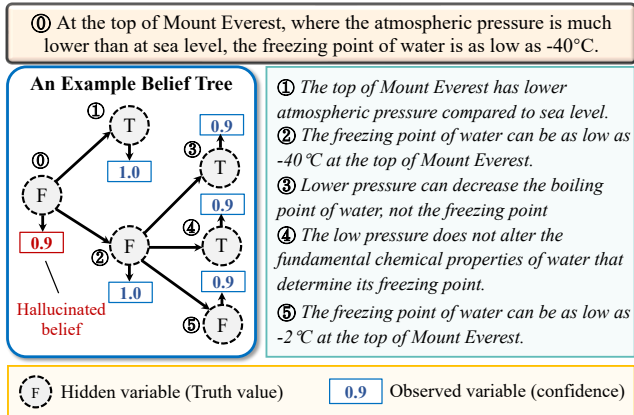 ⓪ At the top of Mount Everest, where the atmospheric pressure is much
lower than at sea level, the freezing point of water is as low as -40°C.
An Example Belief Tree
① T 1.0
⓪ F 0.9
Hallucinated
belief
② F 1.0
③ T 0.9
④ T 0.9
⑤ F 0.9
① The top of Mount Everest has lower
atmospheric pressure compared to sea level.
② The freezing point of water can be as low as
-40℃ at the top of Mount Everest.
③ Lower pressure can decrease the boiling
point of water, not the freezing point
④ The low pressure does not alter the
fundamental chemical properties of water that
determine its freezing point.
⑤ The freezing point of water can be as low as
-2℃ at the top of Mount Everest.
F Hidden variable (Truth value)
0.9 Observed variable (confidence)